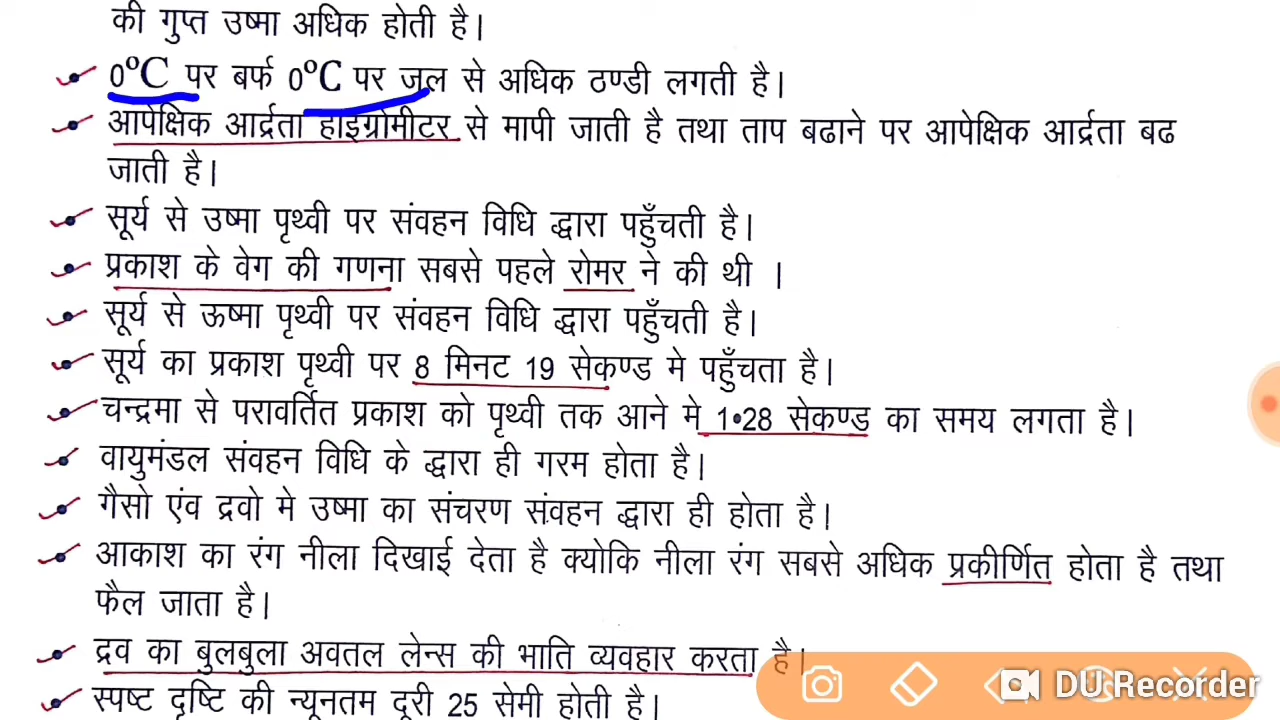 की गुप्त उष्मा अधिक होती है।
0°C पर बर्फ 0°C पर जल से अधिक ठण्डी लगती है।
आपेक्षिक आर्द्रता हाइग्रोमीटर से मापी जाती है तथा ताप बढाने पर आपेक्षिक आर्द्रता बढ
जाती है।
सूर्य से उष्मा पृथ्वी पर संवहन विधि द्धारा पहुँचती है।
प्रकाश के वेग की गणना सबसे पहले रोमर ने की थी ।
सूर्य से ऊष्मा पृथ्वी पर संवहन विधि द्धारा पहुँचती है।
सूर्य का प्रकाश पृथ्वी पर 8 मिनट 19 सेकण्ड मे पहुँचता है।
चन्द्रमा से परावर्तित प्रकाश को पृथ्वी तक आने मे 1•28 सेकण्ड का समय लगता है।
वायुमंडल संवहन विधि के द्धारा ही गरम होता है।
गैसो एंव द्रवो मे उष्मा का संचरण संवहन द्धारा ही होता है।
आकाश का रंग नीला दिखाई देता है क्योकि नीला रंग सबसे अधिक प्रकीर्णित होता है तथा
फैल जाता है।
द्रव का बुलबुला अवतल लेन्स की भाति व्यवहार करता है।
स्पष्ट दृष्टि की न्यूनतम दूरी 25 सेमी होती है।
DU Recorder